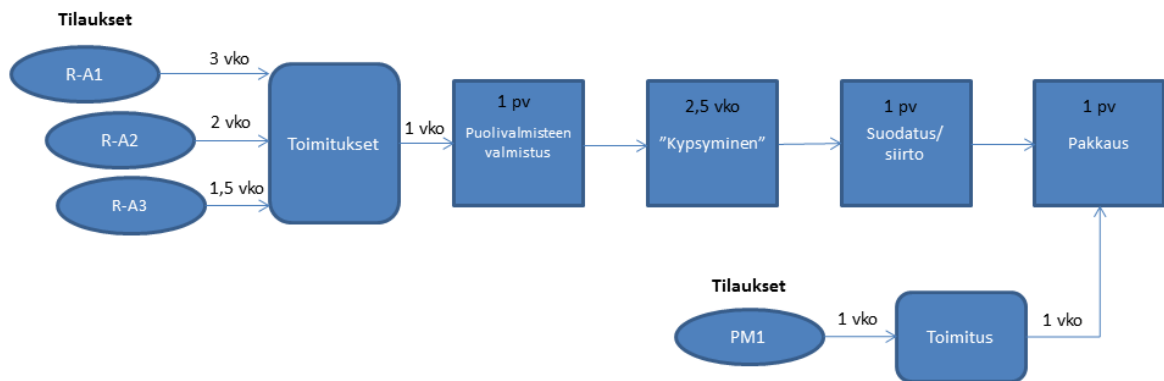 Tilaukset
R-A1
3 vko
R-A2
2 vko
R-A3
1,5 vko
Toimitukset
1 vko
1 pv
Puolivalmisteen
valmistus
2,5 vko
”Kypsyminen”
1 pv
Suodatus/
siirto
1 pv
Pakkaus
Tilaukset
PM1
1 vko
Toimitus
1 vko